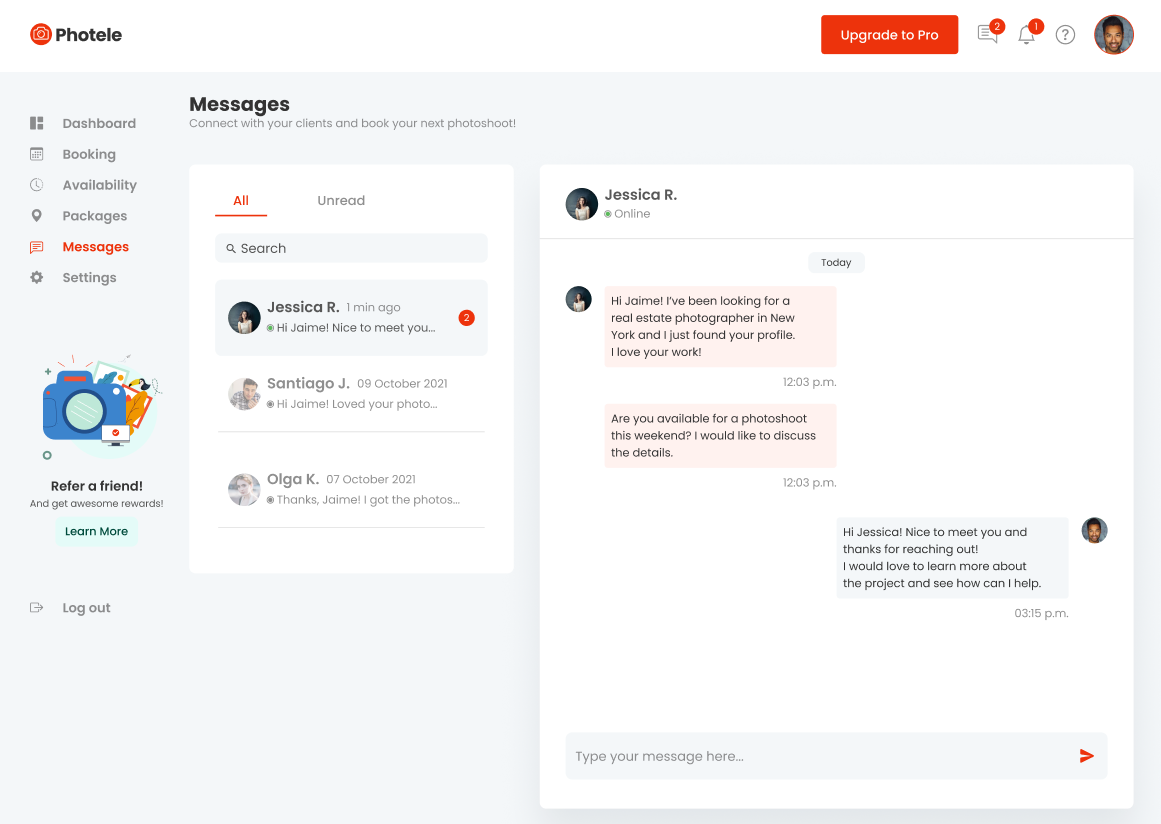 Photele
Upgrade to Pro
2
1
?
Dashboard
Booking
Availability
Packages
Messages
Settings
Refer a friend!
And get awesome rewards!
Learn More
Log out
Messages
Connect with your clients and book your next photoshoot!
All
Unread
Search
Jessica R. 1 min ago
Hi Jaime! Nice to meet you...
2
Santiago J. 09 October 2021
Hi Jaime! Loved your photo...
Olga K. 07 October 2021
Thanks, Jaime! I got the photos...
Jessica R.
Online
Today
Hi Jaime! I’ve been looking for a
real estate photographer in New
York and I just found your profile.
I love your work!
12:03 p.m.
Are you available for a photoshoot
this weekend? I would like to discuss
the details.
12:03 p.m.
Hi Jessica! Nice to meet you and
thanks for reaching out!
I would love to learn more about
the project and see how can I help.
03:15 p.m.
Type your message here...